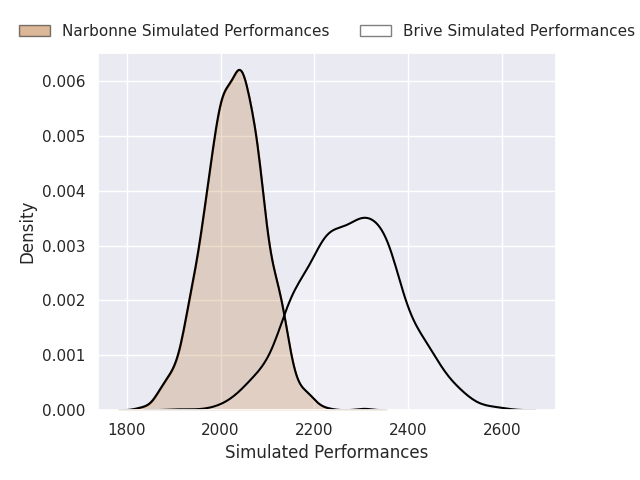 Narbonne Simulated Performances Brive Simulated Performances
0.006
0.005
0.004
0.003
0.002
0.001
0.000
Density
1800 2000 2200 2400 2600
Simulated Performances